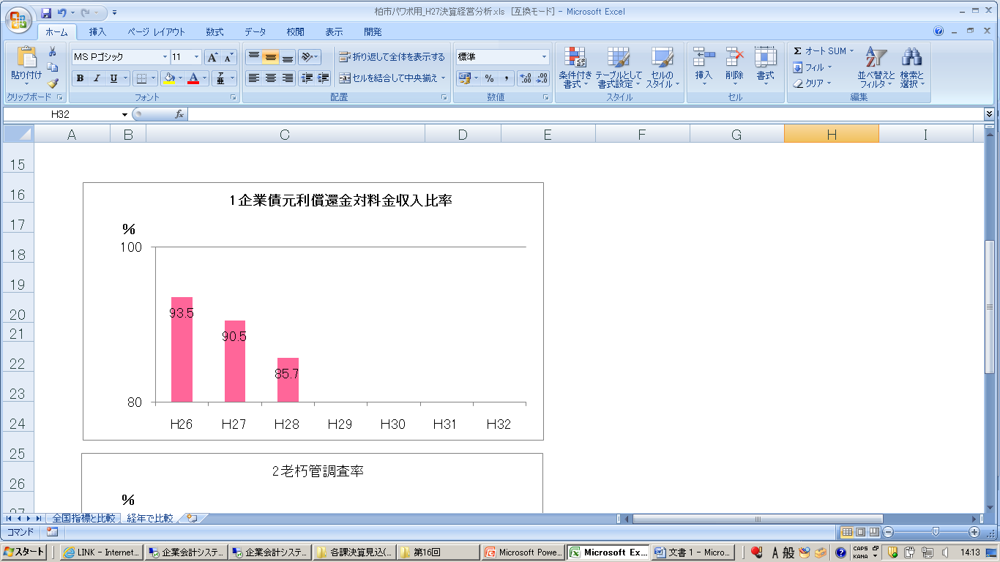 柏市パワポ用_H27決算経営分析.xls [互換モード] - Microsoft Excel
ホーム 挿入 ページ レイアウト 数式 データ 校閲 表示 開発
MS Pゴシック 11 折り返して全体を表示する 標準 Σ オート SUM
貼り付け B I U 亜 セルを結合して中央揃え % , 条件付き書式 テーブルとして書式設定 セルのスタイル 挿入 削除 書式 フィル クリア 並べ替えとフィルタ 検索と選択
クリップボード フォント 配置 数値 スタイル セル 編集
H32 fx
A B C D E F G H I
15
16
17
18
19
20
21
22
23
24
25
26
27
1企業債元利償還金対料金収入比率
%
100
93.5
90.5
85.7
80
H26 H27 H28 H29 H30 H31 H32
2老朽管調査率
%
全国指標と比較 経年で比較
コマンド
スタート LINK - Internet... 企業会計システ... 企業会計システ... 各課決算見込(... 第16回 Microsoft Powe... Microsoft Ex... 文書 1 - Micro... A 般 CAPS KANA 14:13